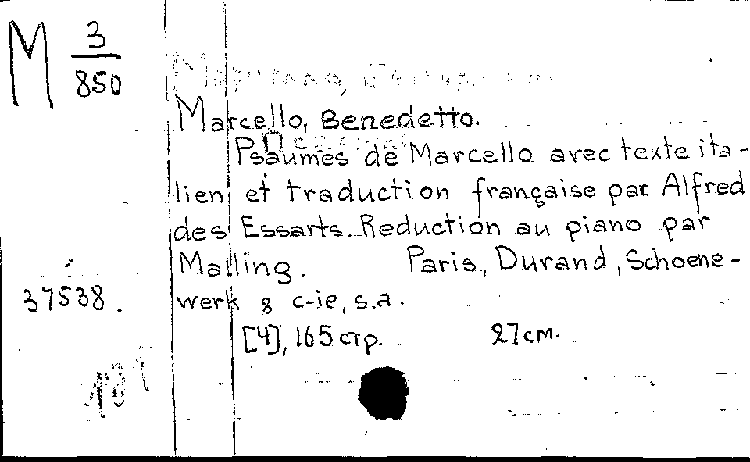 M 3/850
Marcello, Benedetto.
Psaumes de Marcello avec texte ita-
lien et traduction française par Alfred
des Essarts. Reduction au piano par
Malling. Paris, Durand, Schoene-
37538. werk & c-ie, s.a.
[4], 165 стр. 27 см.